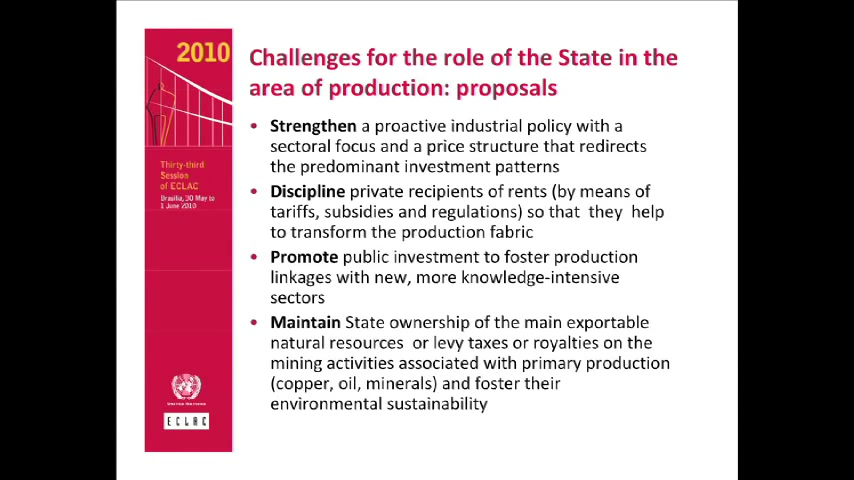 2010
Thirty-third
Session
of ECLAC
Brasilia, 30 May to
1 June 2010
United Nations
ECLAC
Challenges for the role of the State in the
area of production: proposals
• Strengthen a proactive industrial policy with a
sectoral focus and a price structure that redirects
the predominant investment patterns
• Discipline private recipients of rents (by means of
tariffs, subsidies and regulations) so that they help
to transform the production fabric
• Promote public investment to foster production
linkages with new, more knowledge-intensive
sectors
• Maintain State ownership of the main exportable
natural resources or levy taxes or royalties on the
mining activities associated with primary production
(copper, oil, minerals) and foster their
environmental sustainability